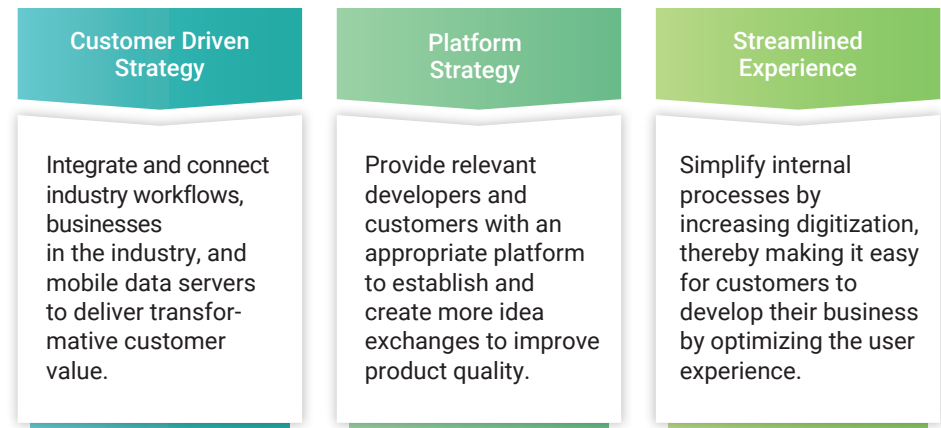 Customer Driven
Strategy
Integrate and connect
industry workflows,
businesses
in the industry, and
mobile data servers
to deliver transfor-
mative customer
value.
Platform
Strategy
Provide relevant
developers and
customers with an
appropriate platform
to establish and
create more idea
exchanges to improve
product quality.
Streamlined
Experience
Simplify internal
processes by
increasing digitization,
thereby making it easy
for customers to
develop their business
by optimizing the user
experience.